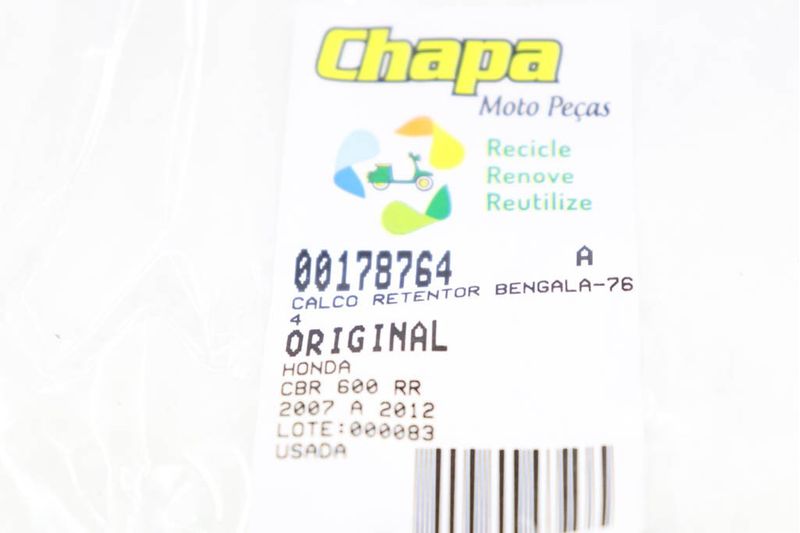 Chapa
Moto Peças
Recicle
Renove
Reutilize
00178764 A
CALCO RETENTOR BENGALA-76
4
ORIGINAL
HONDA
CBR 600 RR
2007 A 2012
LOTE:000083
USADA